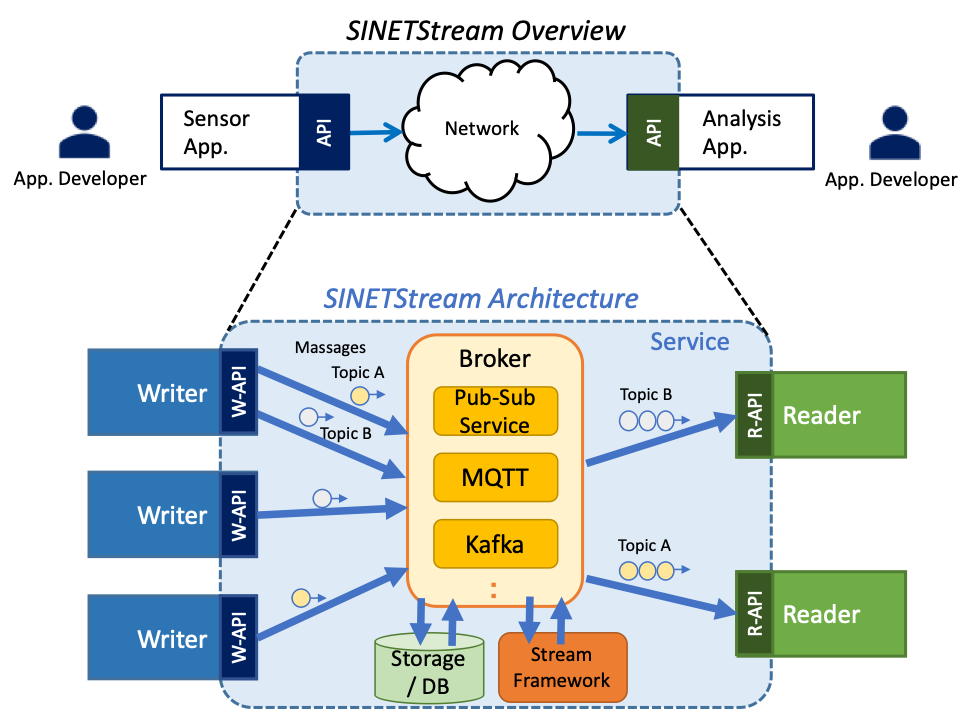 SINETStream Overview
Sensor
App.
API
Network
API
Analysis
App.
App. Developer
App. Developer
SINETStream Architecture
Service
Massages
Topic A
Topic B
Writer
W-API
Writer
W-API
Writer
W-API
Broker
Pub-Sub
Service
MQTT
Kafka
:
Storage
/ DB
Stream
Framework
Topic B
Topic A
R-API
Reader
R-API
Reader